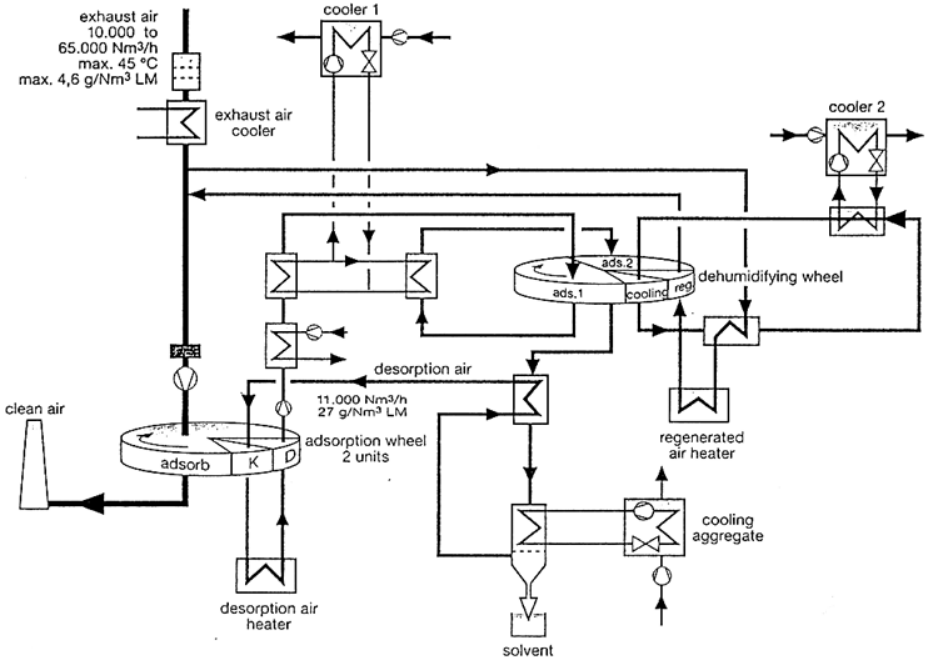 exhaust air
10.000 to
65.000 Nm³/h
max. 45 °C
max. 4,6 g/Nm³ LM
exhaust air
cooler
cooler 1
cooler 2
ads.2
ads.1
cooling
reg.
dehumidifying wheel
desorption air
11.000 Nm³/h
27 g/Nm³ LM
clean air
adsorb
K
D
adsorption wheel
2 units
regenerated
air heater
cooling
aggregate
desorption air
heater
solvent